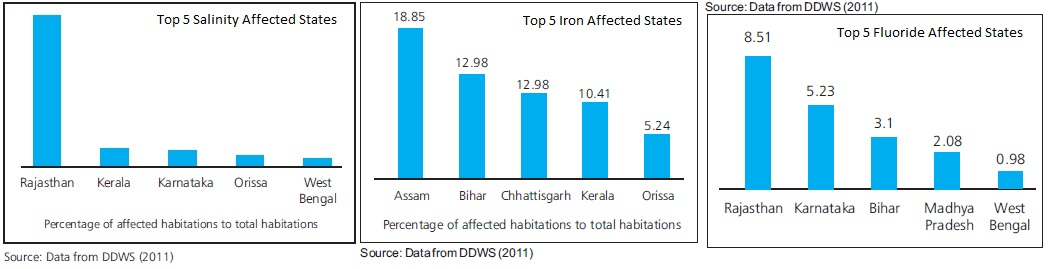 Top 5 Salinity Affected States
Rajasthan Kerala Karnataka Orissa West Bengal
Percentage of affected habitations to total habitations
Source: Data from DDWS (2011)
Top 5 Iron Affected States
18.85
12.98
12.98
10.41
5.24
Assam Bihar Chhattisgarh Kerala Orissa
Percentage of affected habitations to total habitations
Source: Data from DDWS (2011)
Source: Data from DDWS (2011)
Top 5 Fluoride Affected States
8.51
5.23
3.1
2.08
0.98
Rajasthan Karnataka Bihar Madhya Pradesh West Bengal